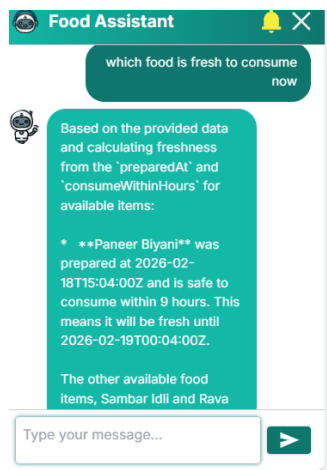 Food Assistant
which food is fresh to consume
now
Based on the provided data
and calculating freshness
from the `preparedAt` and
`consumeWithinHours` for
available items:
*   **Paneer Biyani** was
prepared at 2026-02-
18T15:04:00Z and is safe to
consume within 9 hours. This
means it will be fresh until
2026-02-19T00:04:00Z.
The other available food
items, Sambar Idli and Rava
Type your message...